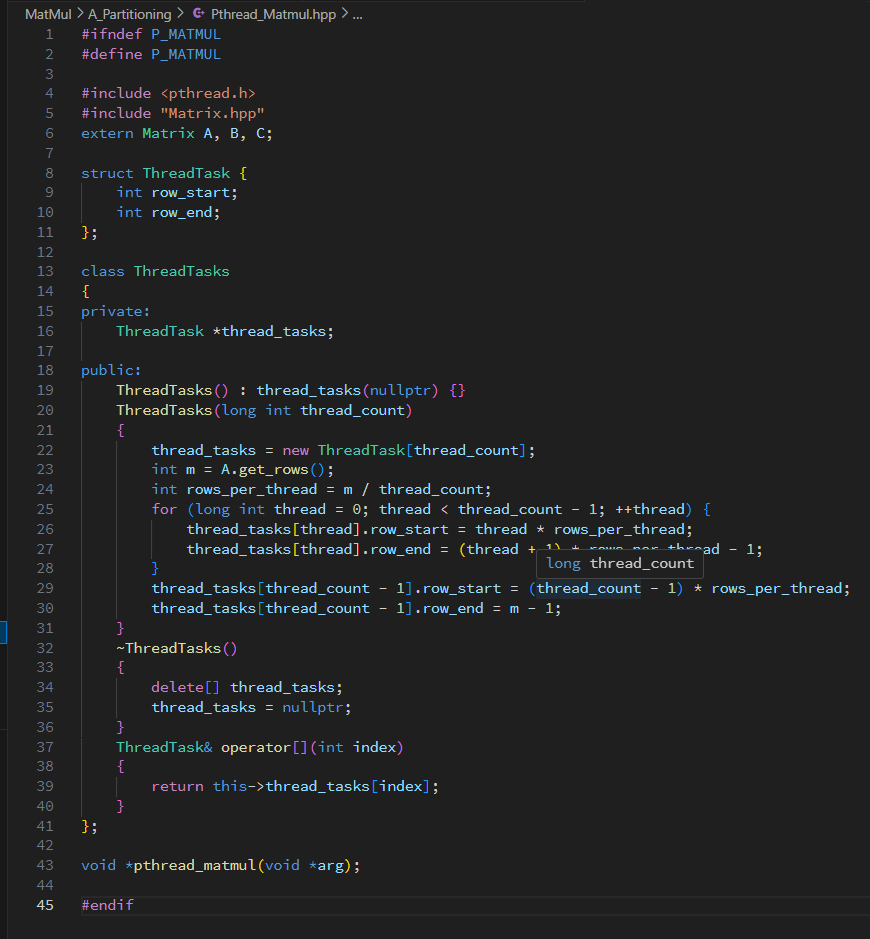 MatMul > A_Partitioning > Pthread_Matmul.hpp > ...
1 #ifndef P_MATMUL
2 #define P_MATMUL
3
4 #include <pthread.h>
5 #include "Matrix.hpp"
6 extern Matrix A, B, C;
7
8 struct ThreadTask {
9     int row_start;
10     int row_end;
11 };
12
13 class ThreadTasks
14 {
15 private:
16     ThreadTask *thread_tasks;
17
18 public:
19     ThreadTasks() : thread_tasks(nullptr) {}
20     ThreadTasks(long int thread_count)
21     {
22         thread_tasks = new ThreadTask[thread_count];
23         int m = A.get_rows();
24         int rows_per_thread = m / thread_count;
25         for (long int thread = 0; thread < thread_count - 1; ++thread) {
26             thread_tasks[thread].row_start = thread * rows_per_thread;
27             thread_tasks[thread].row_end = (thread + 1) * rows_per_thread - 1;
long thread_count
28         }
29         thread_tasks[thread_count - 1].row_start = (thread_count - 1) * rows_per_thread;
30         thread_tasks[thread_count - 1].row_end = m - 1;
31     }
32     ~ThreadTasks()
33     {
34         delete[] thread_tasks;
35         thread_tasks = nullptr;
36     }
37     ThreadTask& operator[](int index)
38     {
39         return this->thread_tasks[index];
40     }
41 };
42
43 void *pthread_matmul(void *arg);
44
45 #endif